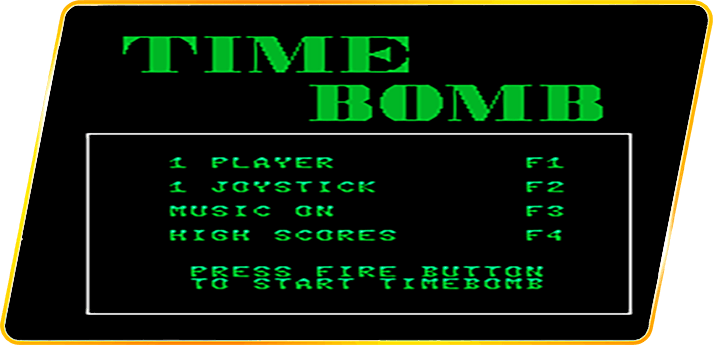 TIME
BOMB
1 PLAYER F1
1 JOYSTICK F2
MUSIC ON F3
HIGH SCORES F4
PRESS FIRE BUTTON
TO START TIMEBOMB